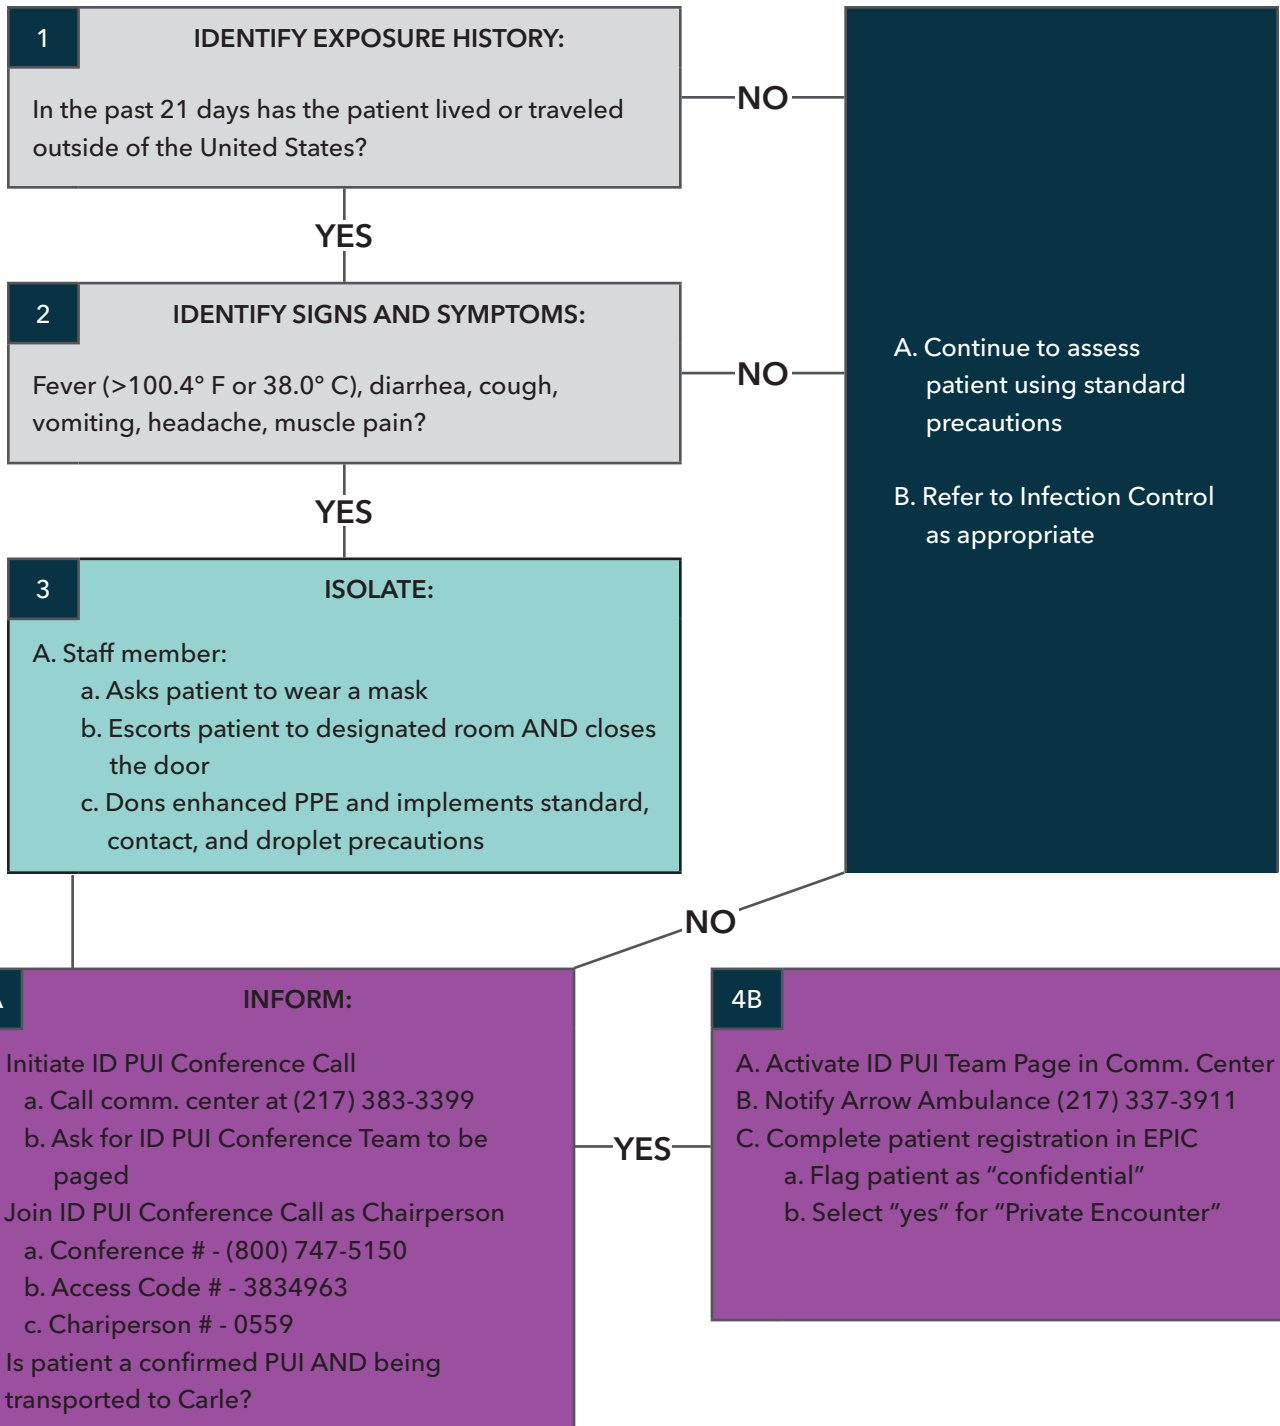 1
IDENTIFY EXPOSURE HISTORY:
In the past 21 days has the patient lived or traveled
outside of the United States?
NO
YES
2
IDENTIFY SIGNS AND SYMPTOMS:
Fever (>100.4° F or 38.0° C), diarrhea, cough,
vomiting, headache, muscle pain?
NO
YES
A. Continue to assess
patient using standard
precautions
B. Refer to Infection Control
as appropriate
3
ISOLATE:
A. Staff member:
a. Asks patient to wear a mask
b. Escorts patient to designated room AND closes
the door
c. Dons enhanced PPE and implements standard,
contact, and droplet precautions
NO
INFORM:
Initiate ID PUI Conference Call
a. Call comm. center at (217) 383-3399
b. Ask for ID PUI Conference Team to be
paged
Join ID PUI Conference Call as Chairperson
a. Conference # - (800) 747-5150
b. Access Code # - 3834963
c. Chariperson # - 0559
Is patient a confirmed PUI AND being
transported to Carle?
YES
4B
A. Activate ID PUI Team Page in Comm. Center
B. Notify Arrow Ambulance (217) 337-3911
C. Complete patient registration in EPIC
a. Flag patient as “confidential”
b. Select “yes” for “Private Encounter”